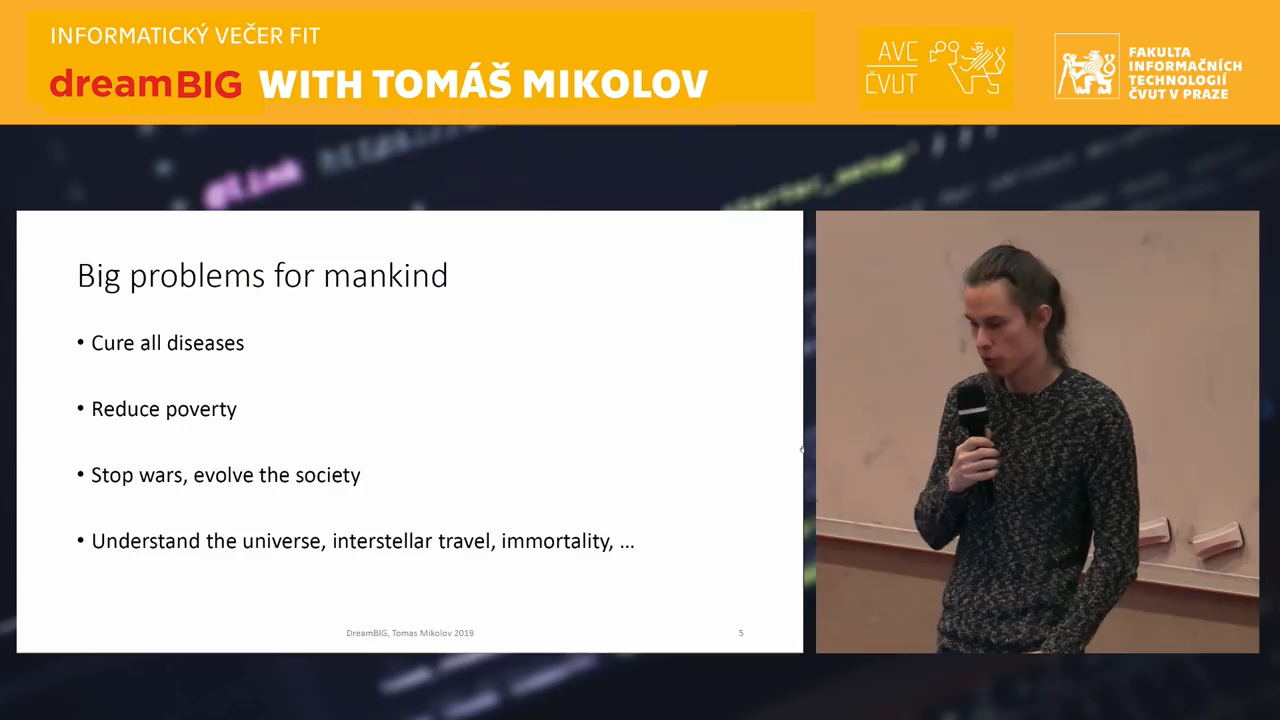 INFORMATICKÝ VEČER FIT
dreamBIG WITH TOMÁŠ MIKOLOV
AVC
ČVUT
FAKULTA
INFORMAČNÍCH
TECHNOLOGIÍ
ČVUT V PRAZE
@link
Big problems for mankind
• Cure all diseases
• Reduce poverty
• Stop wars, evolve the society
• Understand the universe, interstellar travel, immortality, ...
DreamBIG, Tomas Mikolov 2019
5